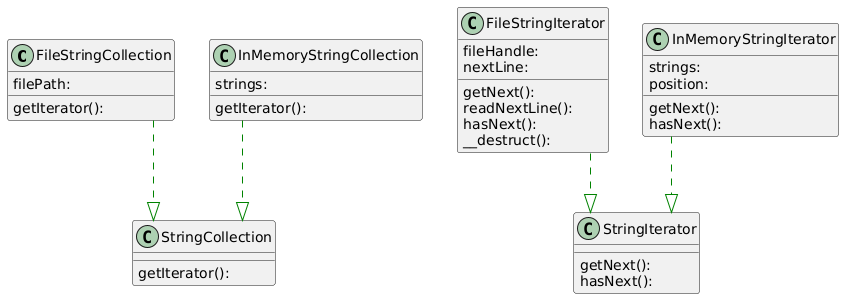 C FileStringCollection
filePath:
getIterator():
C InMemoryStringCollection
strings:
getIterator():
C FileStringIterator
fileHandle:
nextLine:
getNext():
readNextLine():
hasNext():
__destruct():
C InMemoryStringIterator
strings:
position:
getNext():
hasNext():
C StringCollection
getIterator():
C StringIterator
getNext():
hasNext():